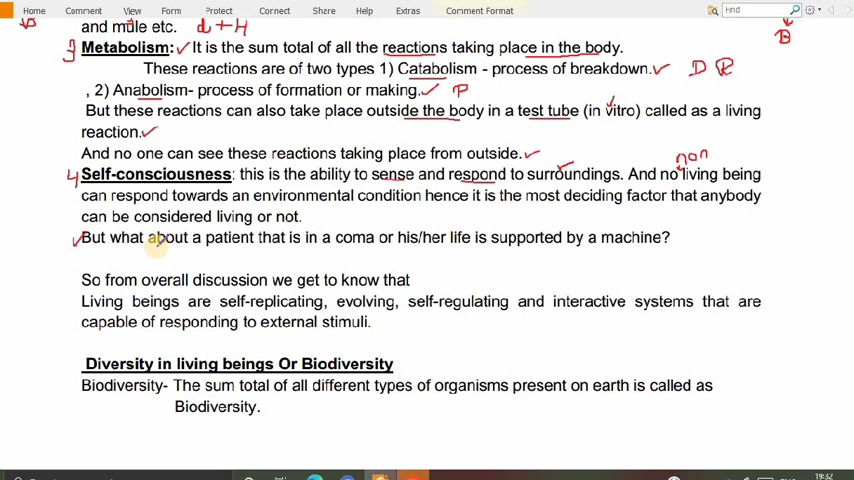 Home Comment View Form Protect Connect Share Help Extras Comment Format Find
and mule etc. d + H
B
3 Metabolism: It is the sum total of all the reactions taking place in the body.
These reactions are of two types 1) Catabolism - process of breakdown. D R
, 2) Anabolism- process of formation or making. P
But these reactions can also take place outside the body in a test tube (in vitro) called as a living
reaction.
And no one can see these reactions taking place from outside.
non
4 Self-consciousness: this is the ability to sense and respond to surroundings. And no living being
can respond towards an environmental condition hence it is the most deciding factor that anybody
can be considered living or not.
But what about a patient that is in a coma or his/her life is supported by a machine?
So from overall discussion we get to know that
Living beings are self-replicating, evolving, self-regulating and interactive systems that are
capable of responding to external stimuli.
Diversity in living beings Or Biodiversity
Biodiversity- The sum total of all different types of organisms present on earth is called as
Biodiversity.
19:32